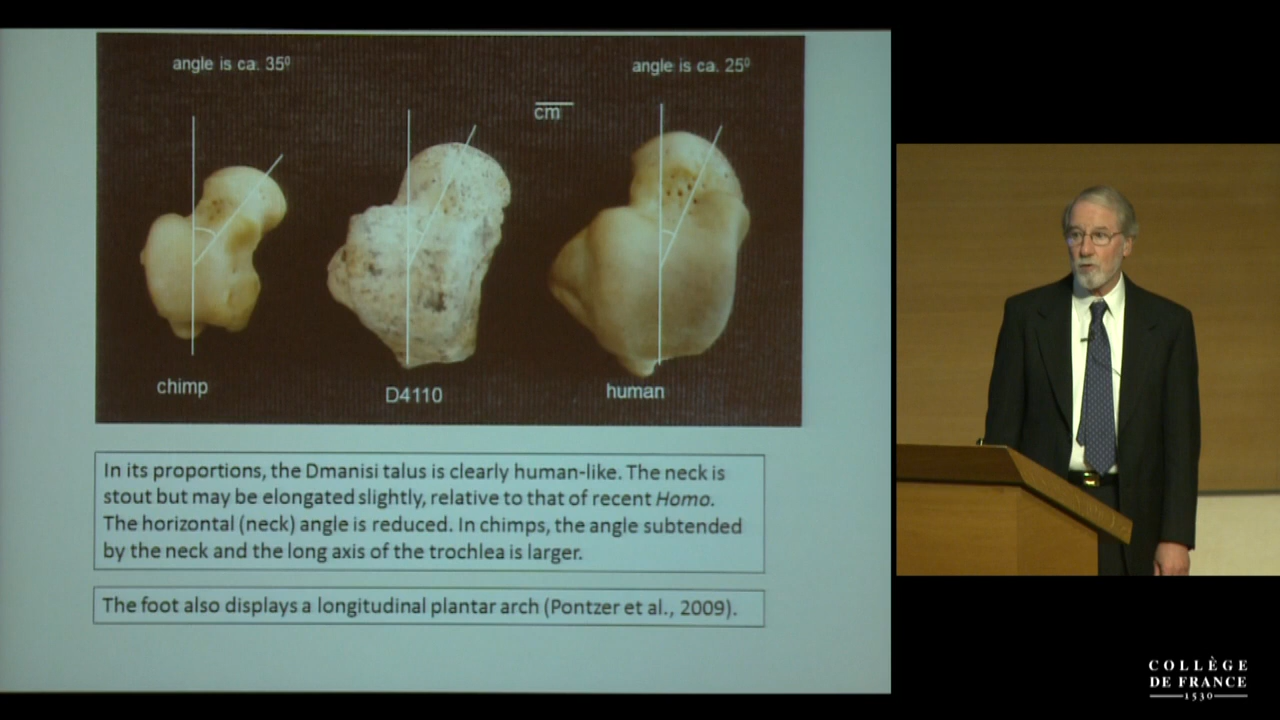 angle is ca. 35º
angle is ca. 25º
cm
chimp
D4110
human
In its proportions, the Dmanisi talus is clearly human-like. The neck is
stout but may be elongated slightly, relative to that of recent Homo.
The horizontal (neck) angle is reduced. In chimps, the angle subtended
by the neck and the long axis of the trochlea is larger.
The foot also displays a longitudinal plantar arch (Pontzer et al., 2009).
COLLÈGE
DE FRANCE
1530